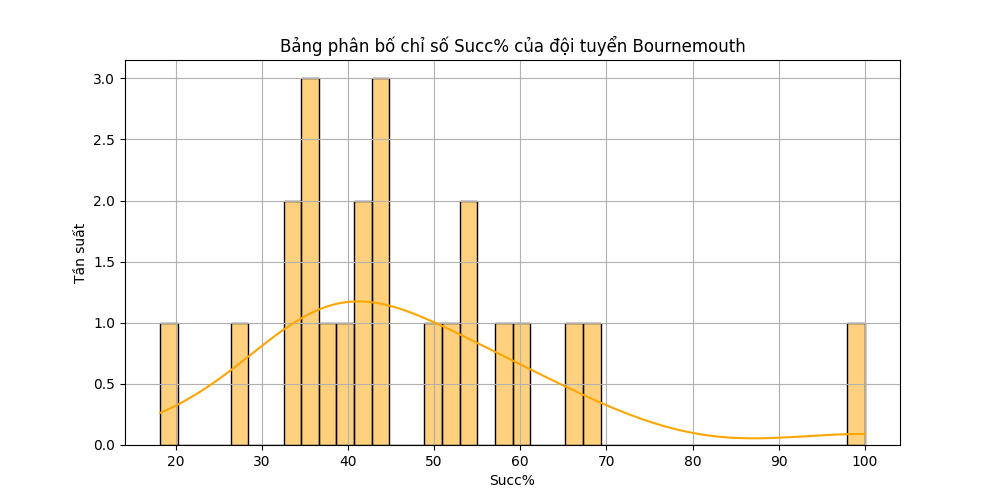 Bảng phân bố chỉ số Succ% của đội tuyển Bournemouth
3.0
2.5
2.0
1.5
1.0
0.5
0.0
Tần suất
20 30 40 50 60 70 80 90 100
Succ%